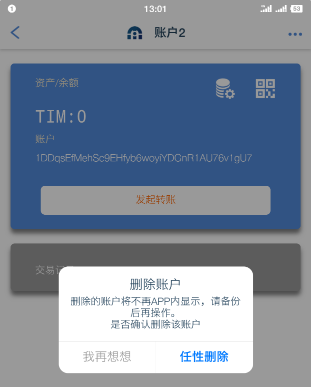 13:01
账户2
资产/余额
TIM:0
账户
1DDqsEfMehSc9EHfyb6woyiYDGnR1AU76v1gU7
发起转账
交易记
删除账户
删除的账户将不再APP内显示，请备份
后再操作。
是否确认删除该账户
我再想想
任性删除